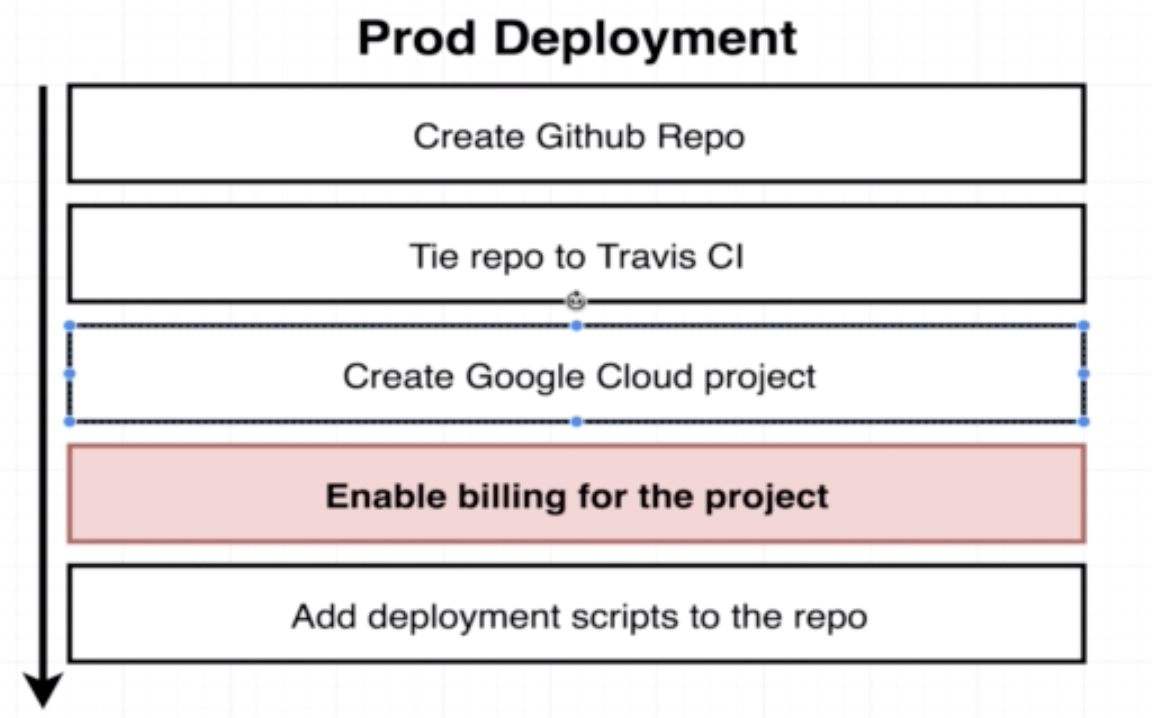 Prod Deployment
Create Github Repo
Tie repo to Travis CI
Create Google Cloud project
Enable billing for the project
Add deployment scripts to the repo